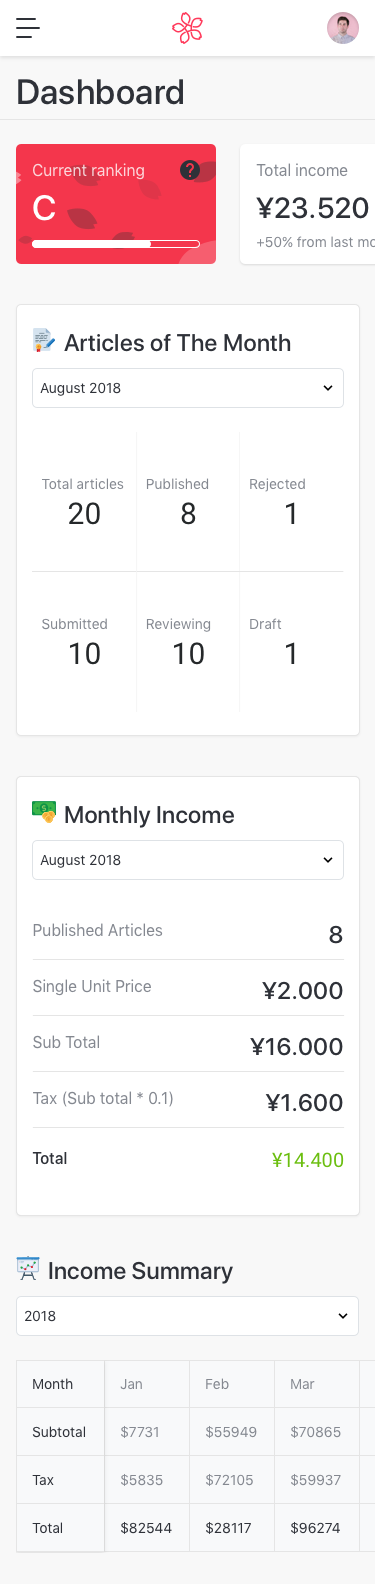 Dashboard
Current ranking ?
C
Total income
¥23.520
+50% from last mo
Articles of The Month
August 2018
Total articles Published Rejected
20 8 1
Submitted Reviewing Draft
10 10 1
Monthly Income
August 2018
Published Articles 8
Single Unit Price ¥2.000
Sub Total ¥16.000
Tax (Sub total * 0.1) ¥1.600
Total ¥14.400
Income Summary
2018
Month Jan Feb Mar
Subtotal $7731 $55949 $70865
Tax $5835 $72105 $59937
Total $82544 $28117 $96274